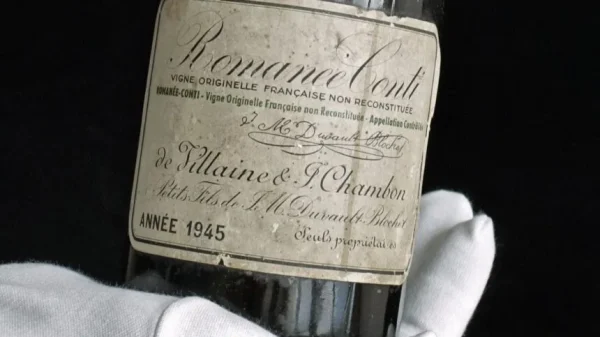 Romanée Conti
VIGNE ORIGINELLE FRANÇAISE NON RECONSTITUÉE
ROMANÉE-CONTI - Vigne Originelle Française non Reconstituée - Appellation Contrôlée
J. M. Duvault Blochet
de Villaine & J. Chambon
Petits Fils de J. M. Duvault-Blochet
ANNÉE 1945
Seuls propriétaires